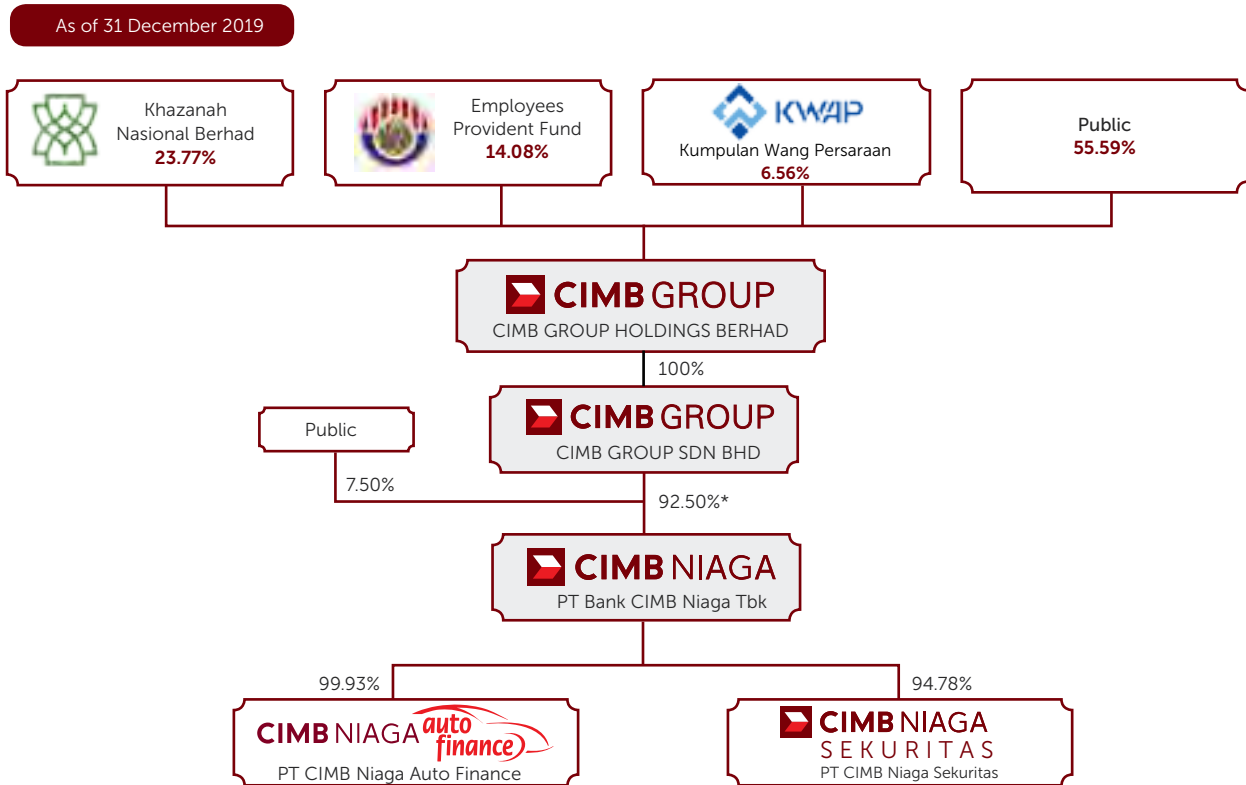 As of 31 December 2019
Khazanah
Nasional Berhad
23.77%
Employees
Provident Fund
14.08%
KWAP
Kumpulan Wang Persaraan
6.56%
Public
55.59%
CIMB GROUP
CIMB GROUP HOLDINGS BERHAD
100%
CIMB GROUP
CIMB GROUP SDN BHD
Public
7.50%
92.50%*
CIMB NIAGA
PT Bank CIMB Niaga Tbk
99.93%
94.78%
CIMB NIAGA auto
finance
PT CIMB Niaga Auto Finance
CIMB NIAGA
SEKURITAS
PT CIMB Niaga Sekuritas